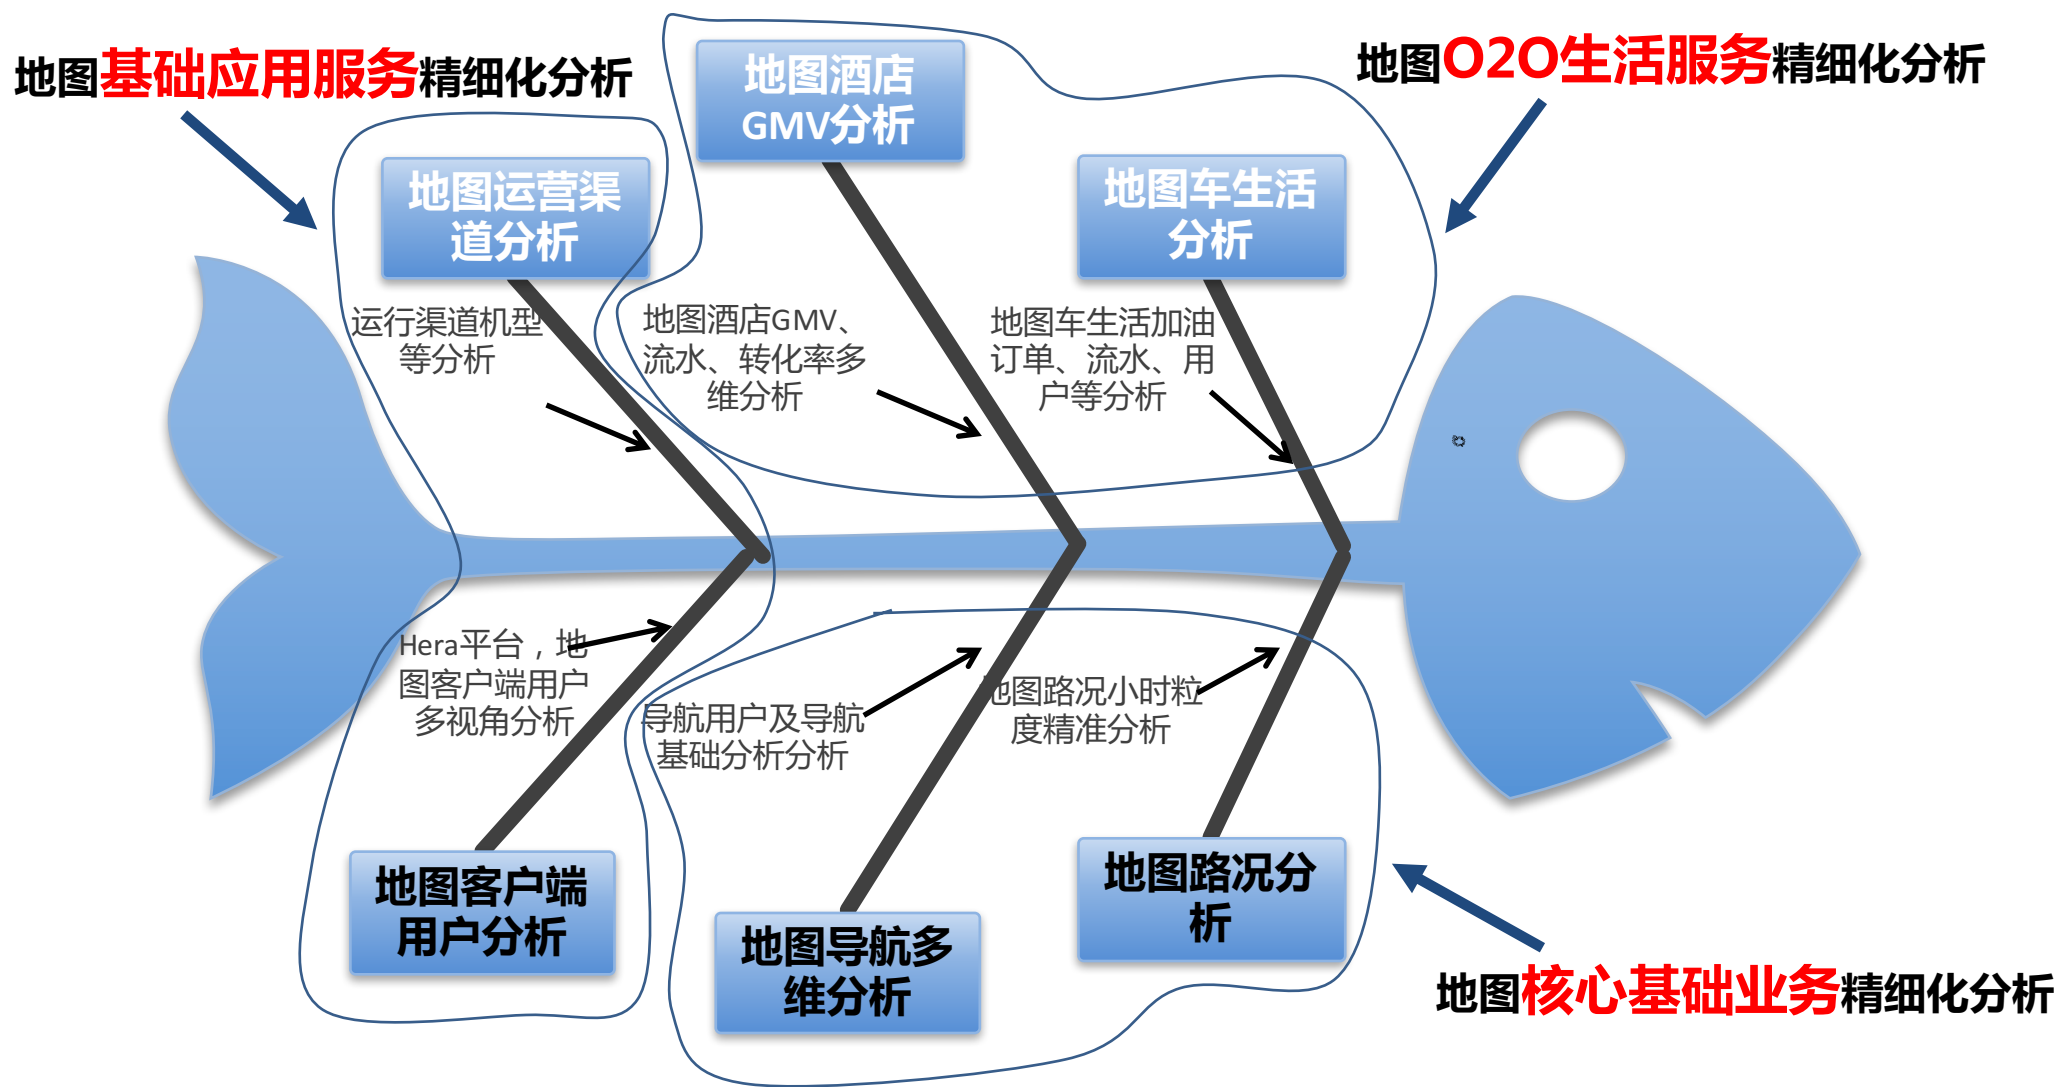 地图基础应用服务精细化分析
地图O2O生活服务精细化分析
地图酒店
GMV分析
地图运营渠
道分析
地图车生活
分析
运行渠道机型
等分析
地图酒店GMV、
流水、转化率多
维分析
地图车生活加油
订单、流水、用
户等分析
Hera平台，地
图客户端用户
多视角分析
导航用户及导航
基础分析分析
地图路况小时粒
度精准分析
地图客户端
用户分析
地图导航多
维分析
地图路况分
析
地图核心基础业务精细化分析